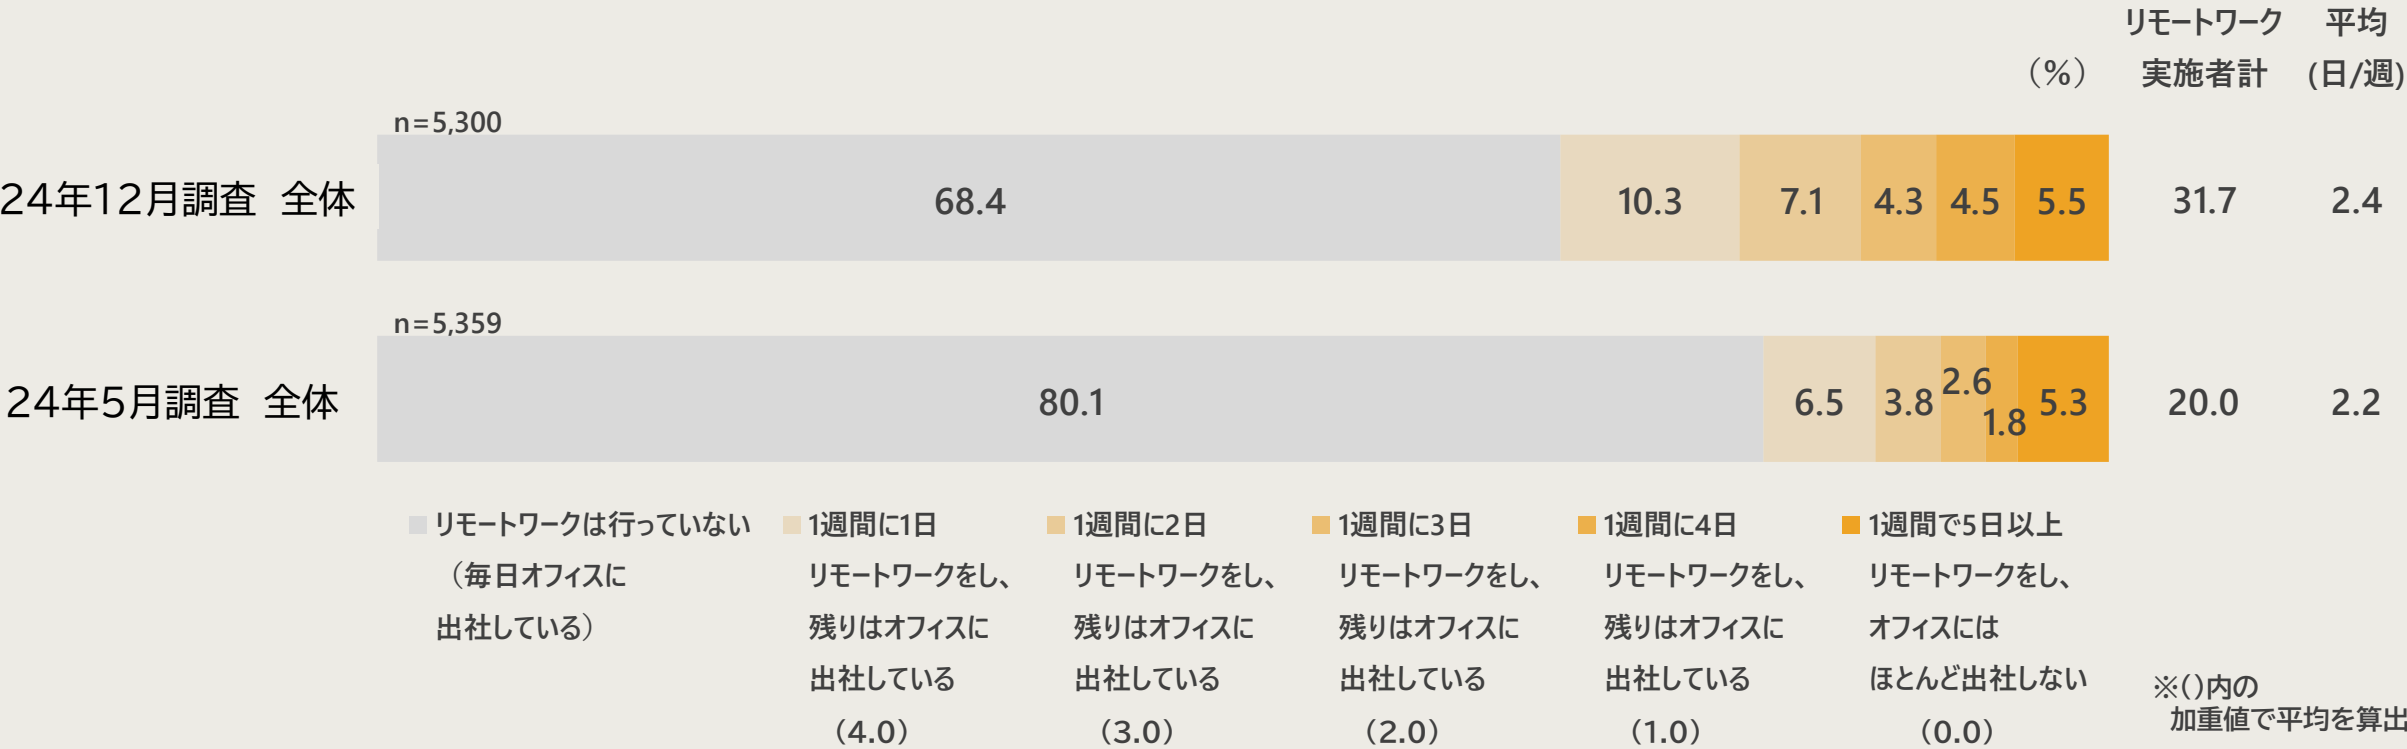 リモートワーク 平均
（％） 実施者計 (日/週)
n=5,300
24年12月調査　全体 68.4 10.3 7.1 4.3 4.5 5.5 31.7 2.4
n=5,359
24年5月調査　全体 80.1 6.5 3.8 2.6 1.8 5.3 20.0 2.2
リモートワークは行っていない
（毎日オフィスに
出社している）
1週間に1日
リモートワークをし、
残りはオフィスに
出社している
（4.0）
1週間に2日
リモートワークをし、
残りはオフィスに
出社している
（3.0）
1週間に3日
リモートワークをし、
残りはオフィスに
出社している
（2.0）
1週間に4日
リモートワークをし、
残りはオフィスに
出社している
（1.0）
1週間で5日以上
リモートワークをし、
オフィスには
ほとんど出社しない
（0.0）
※()内の
加重値で平均を算出